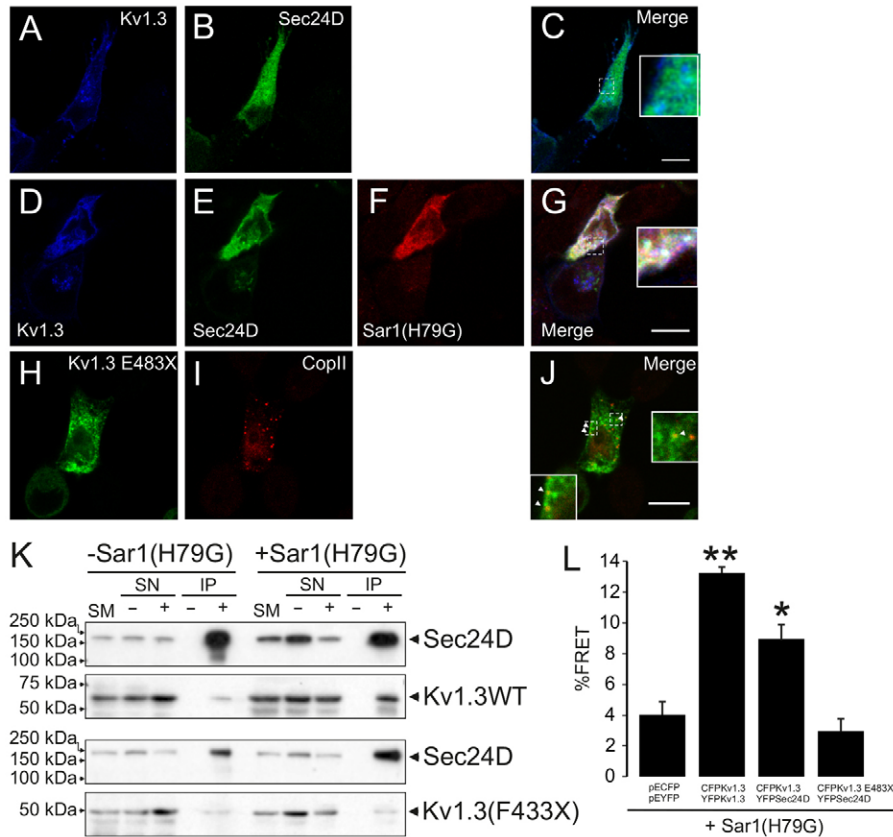 A Kv1.3
B Sec24D
C Merge
D Kv1.3
E Sec24D
F Sar1(H79G)
G Merge
H Kv1.3 E483X
I CopII
J Merge
K
-Sar1(H79G) +Sar1(H79G)
SN IP SN IP
SM − + − + SM − + − +
250 kDa
150 kDa
100 kDa
Sec24D
75 kDa
50 kDa
Kv1.3WT
250 kDa
150 kDa
100 kDa
Sec24D
50 kDa
Kv1.3(F433X)
L
%FRET
14
12
10
8
6
4
2
0
**
*
pECFP CFPKv1.3 CFPKv1.3 CFPKv1.3 E483X
pEYFP YFPKv1.3 YFPSec24D YFPSec24D
+ Sar1(H79G)